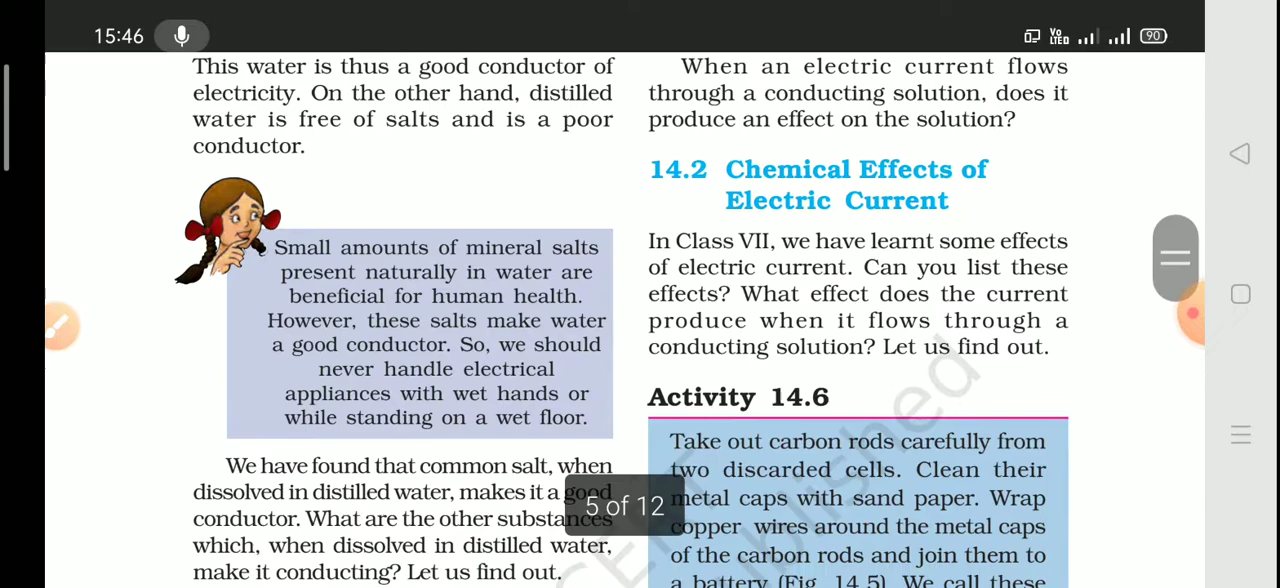 15:46
Vo
LTED
90
This water is thus a good conductor of
electricity. On the other hand, distilled
water is free of salts and is a poor
conductor.
Small amounts of mineral salts
present naturally in water are
beneficial for human health.
However, these salts make water
a good conductor. So, we should
never handle electrical
appliances with wet hands or
while standing on a wet floor.
We have found that common salt, when
dissolved in distilled water, makes it a good
conductor. What are the other substances
which, when dissolved in distilled water,
make it conducting? Let us find out.
When an electric current flows
through a conducting solution, does it
produce an effect on the solution?
14.2 Chemical Effects of
Electric Current
In Class VII, we have learnt some effects
of electric current. Can you list these
effects? What effect does the current
produce when it flows through a
conducting solution? Let us find out.
Activity 14.6
Take out carbon rods carefully from
two discarded cells. Clean their
metal caps with sand paper. Wrap
copper wires around the metal caps
of the carbon rods and join them to
a battery (Fig. 14.5). We call these
5 of 12